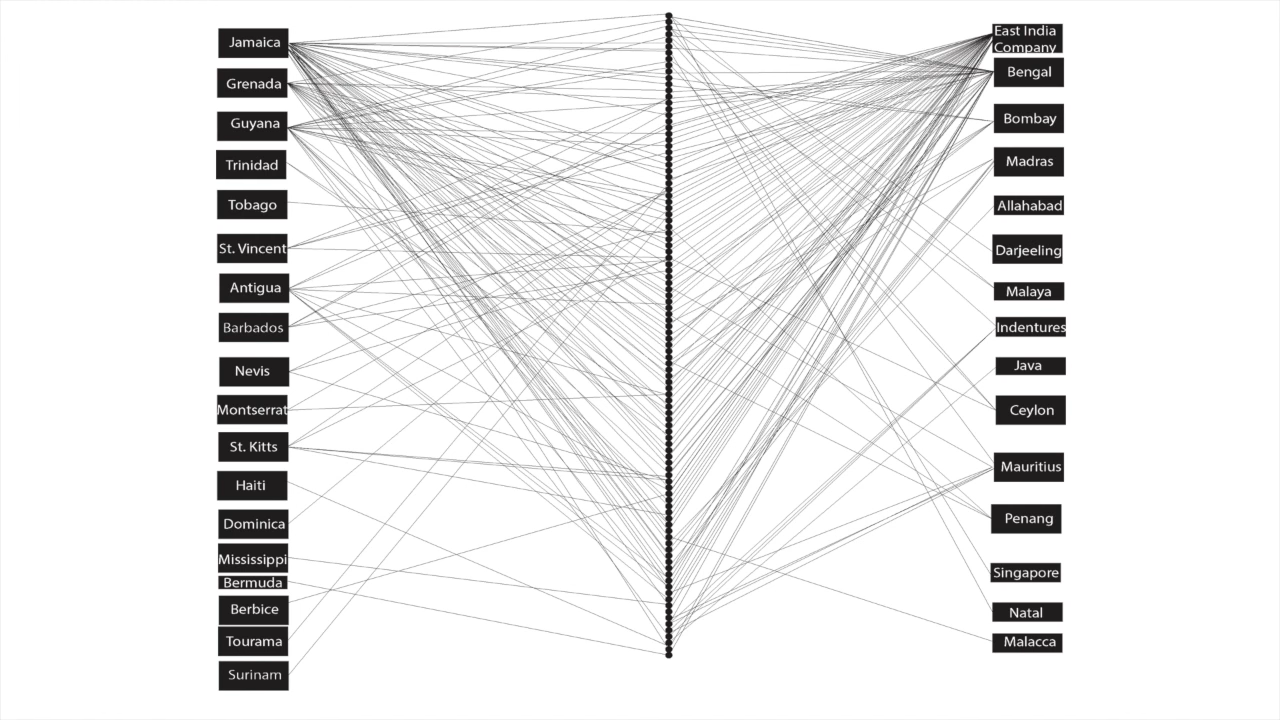 Jamaica
Grenada
Guyana
Trinidad
Tobago
St. Vincent
Antigua
Barbados
Nevis
Montserrat
St. Kitts
Haiti
Dominica
Mississippi
Bermuda
Berbice
Tourama
Surinam
East India
Company
Bengal
Bombay
Madras
Allahabad
Darjeeling
Malaya
Indentures
Java
Ceylon
Mauritius
Penang
Singapore
Natal
Malacca